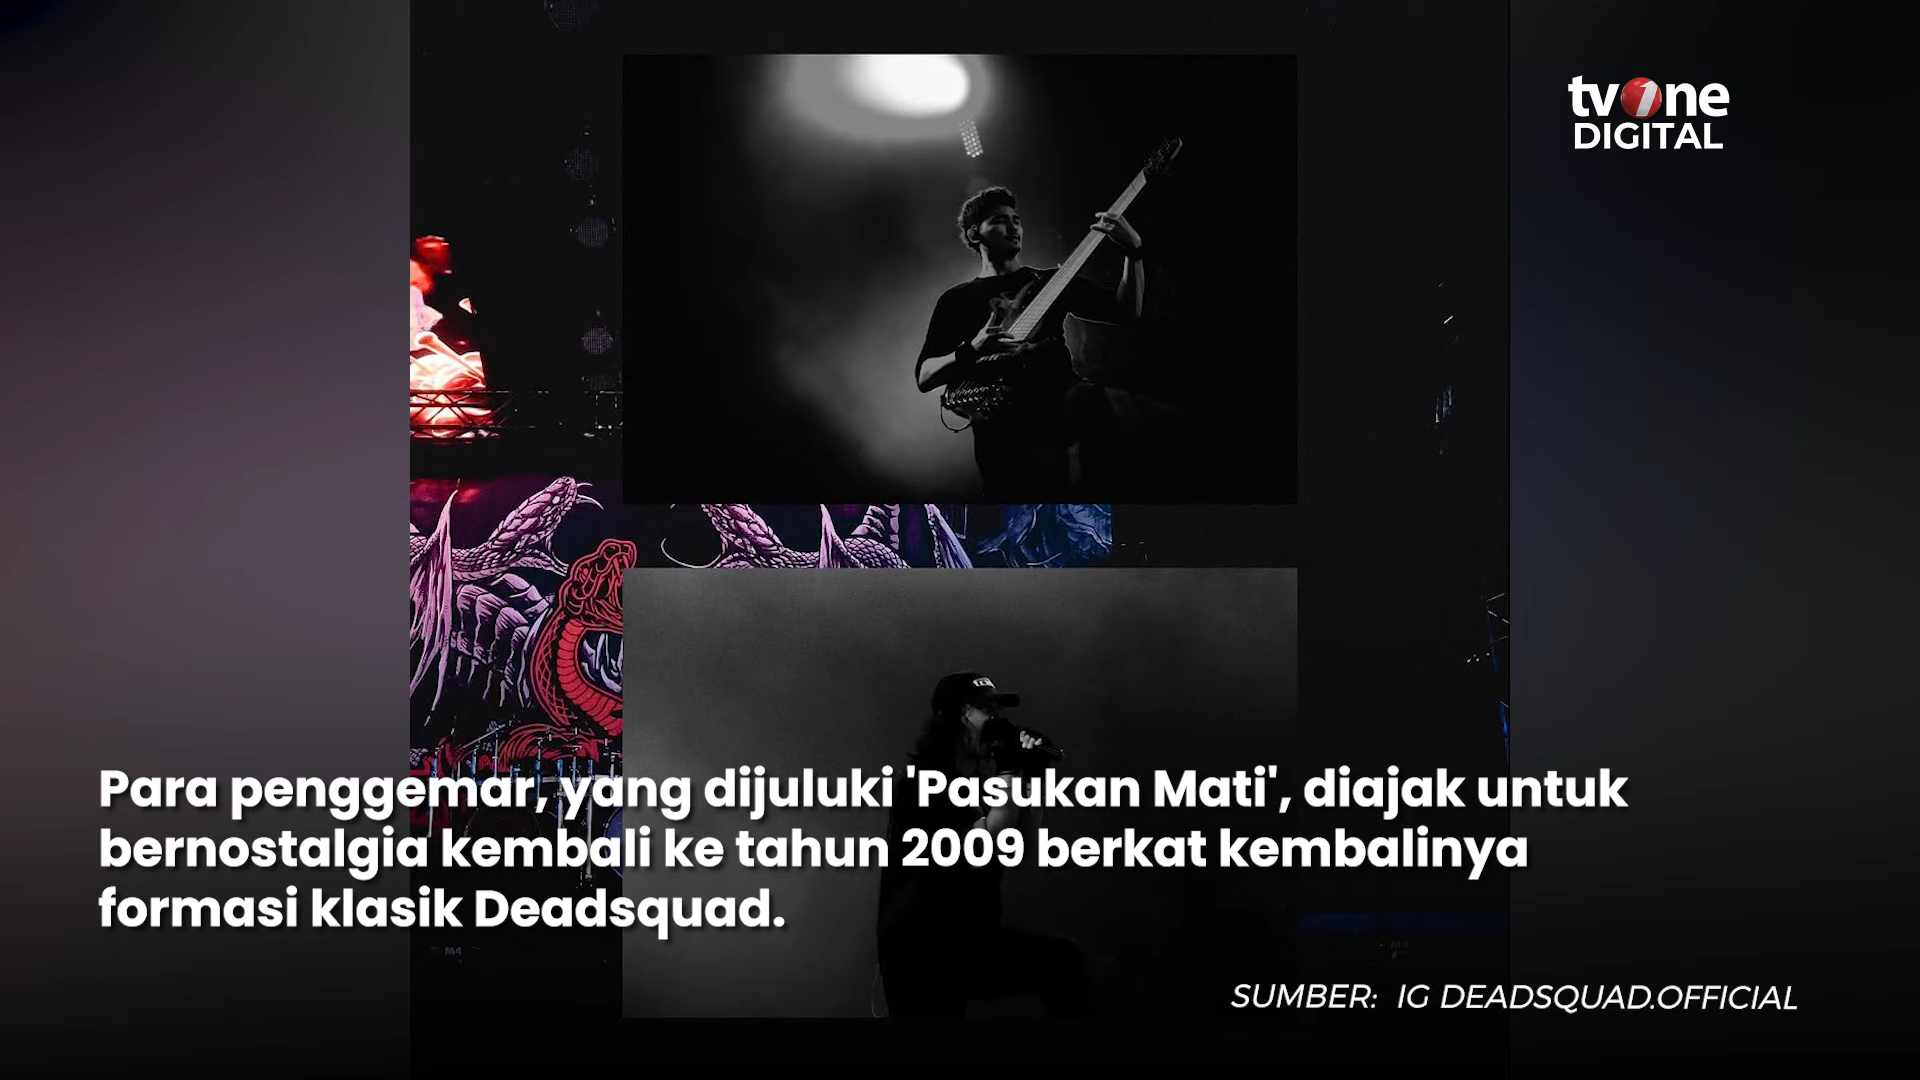 tvOne
DIGITAL
Para penggemar, yang dijuluki 'Pasukan Mati', diajak untuk
bernostalgia kembali ke tahun 2009 berkat kembalinya
formasi klasik Deadsquad.
SUMBER: IG DEADSQUAD.OFFICIAL